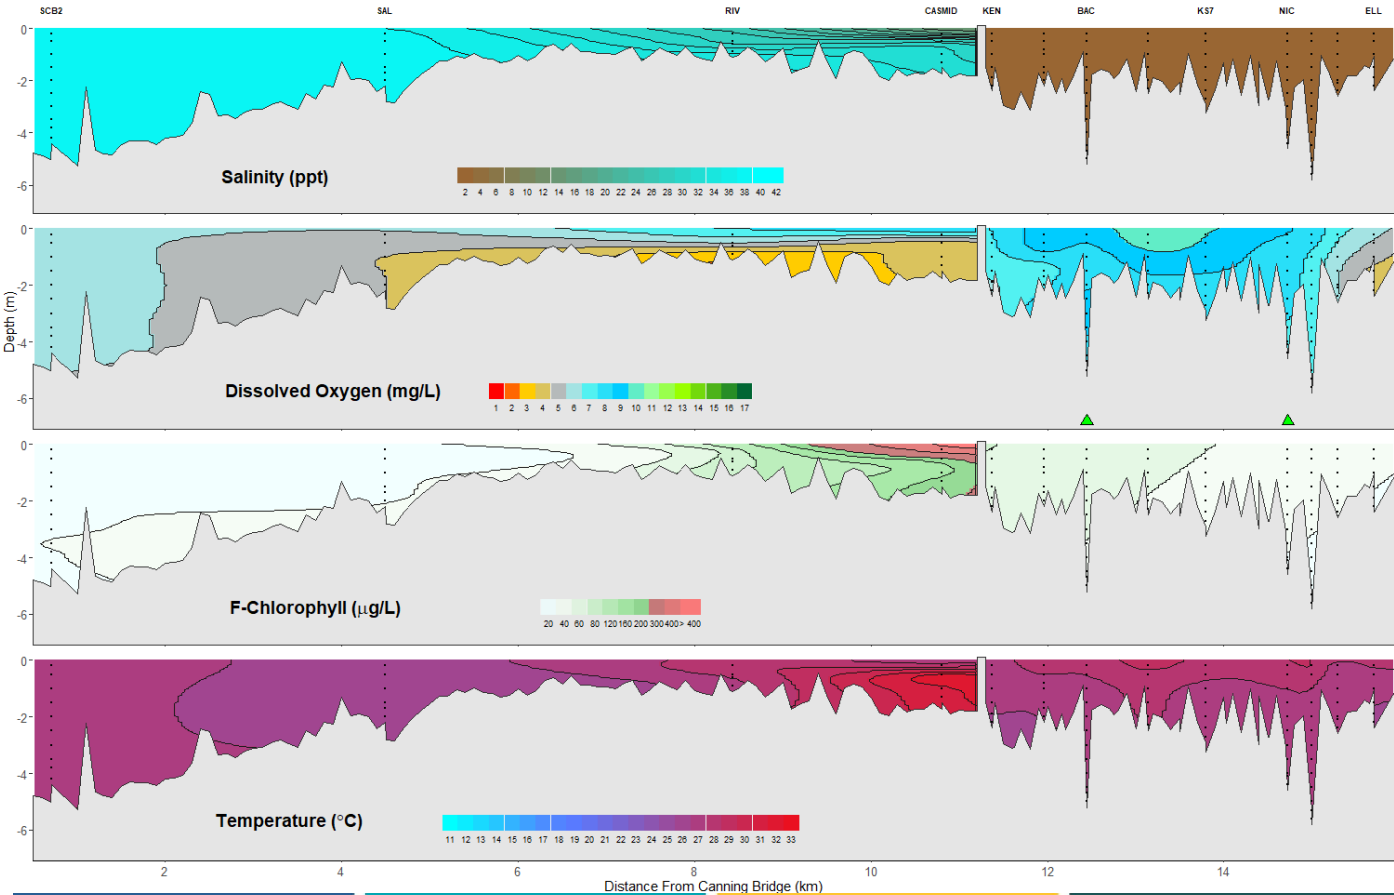 SCB2 SAL RIV CASMID KEN BAC KS7 NIC ELL
0
-2
-4
-6
Salinity (ppt)
2 4 6 8 10 12 14 16 18 20 22 24 26 28 30 32 34 36 38 40 42
0
-2
-4
-6
Depth (m)
Dissolved Oxygen (mg/L)
1 2 3 4 5 6 7 8 9 10 11 12 13 14 15 16 17
0
-2
-4
-6
F-Chlorophyll (μg/L)
20 40 60 80 120 160 200 300 400 > 400
0
-2
-4
-6
Temperature (°C)
11 12 13 14 15 16 17 18 19 20 21 22 23 24 25 26 27 28 29 30 31 32 33
2 4 6 8 10 12 14
Distance From Canning Bridge (km)